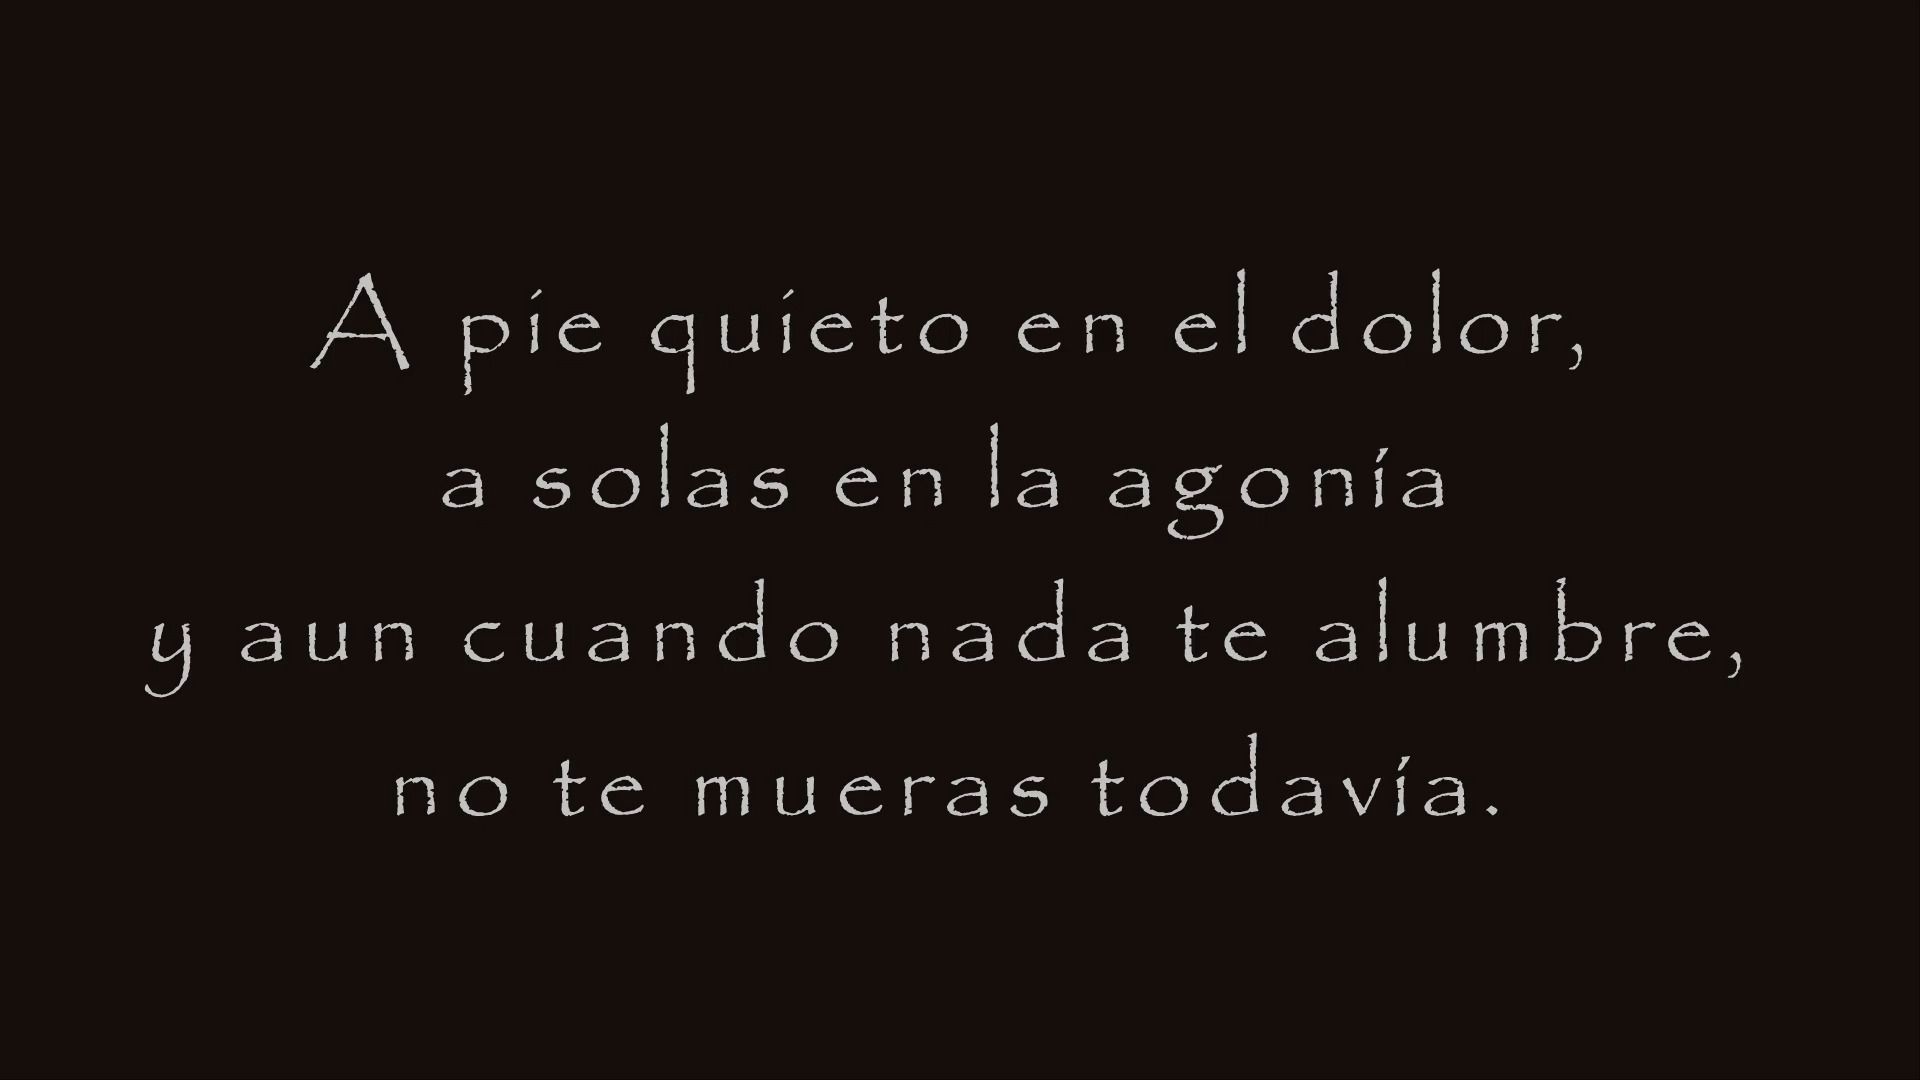 A pie quieto en el dolor,
a solas en la agonía
y aun cuando nada te alumbre,
no te mueras todavía.